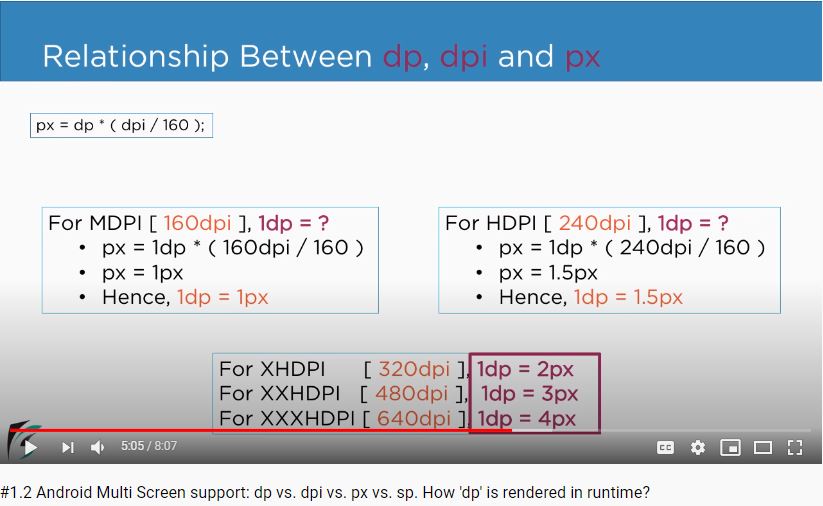 Relationship Between dp, dpi and px
px = dp * ( dpi / 160 );
For MDPI [ 160dpi ], 1dp = ?
• px = 1dp * ( 160dpi / 160 )
• px = 1px
• Hence, 1dp = 1px
For HDPI [ 240dpi ], 1dp = ?
• px = 1dp * ( 240dpi / 160 )
• px = 1.5px
• Hence, 1dp = 1.5px
For XHDPI [ 320dpi ], 1dp = 2px
For XXHDPI [ 480dpi ], 1dp = 3px
For XXXHDPI [ 640dpi ], 1dp = 4px
5:05 / 8:07
CC
#1.2 Android Multi Screen support: dp vs. dpi vs. px vs. sp. How 'dp' is rendered in runtime?